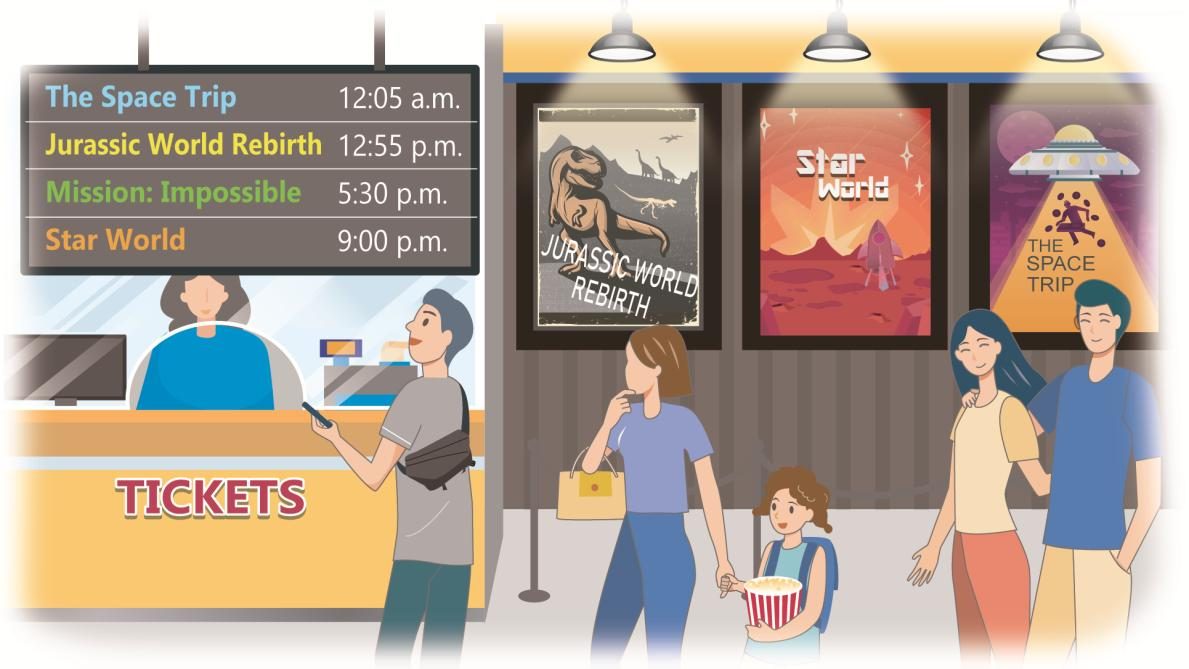 The Space Trip 12:05 a.m.
Jurassic World Rebirth 12:55 p.m.
Mission: Impossible 5:30 p.m.
Star World 9:00 p.m.
TICKETS
JURASSIC WORLD
REBIRTH
Star
World
THE
SPACE
TRIP